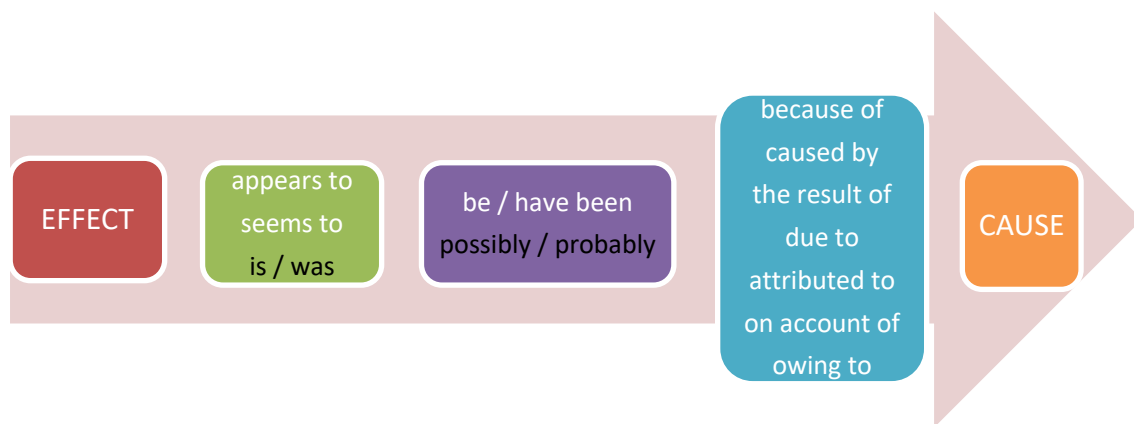 EFFECT
appears to
seems to
is / was
be / have been
possibly / probably
because of
caused by
the result of
due to
attributed to
on account of
owing to
CAUSE